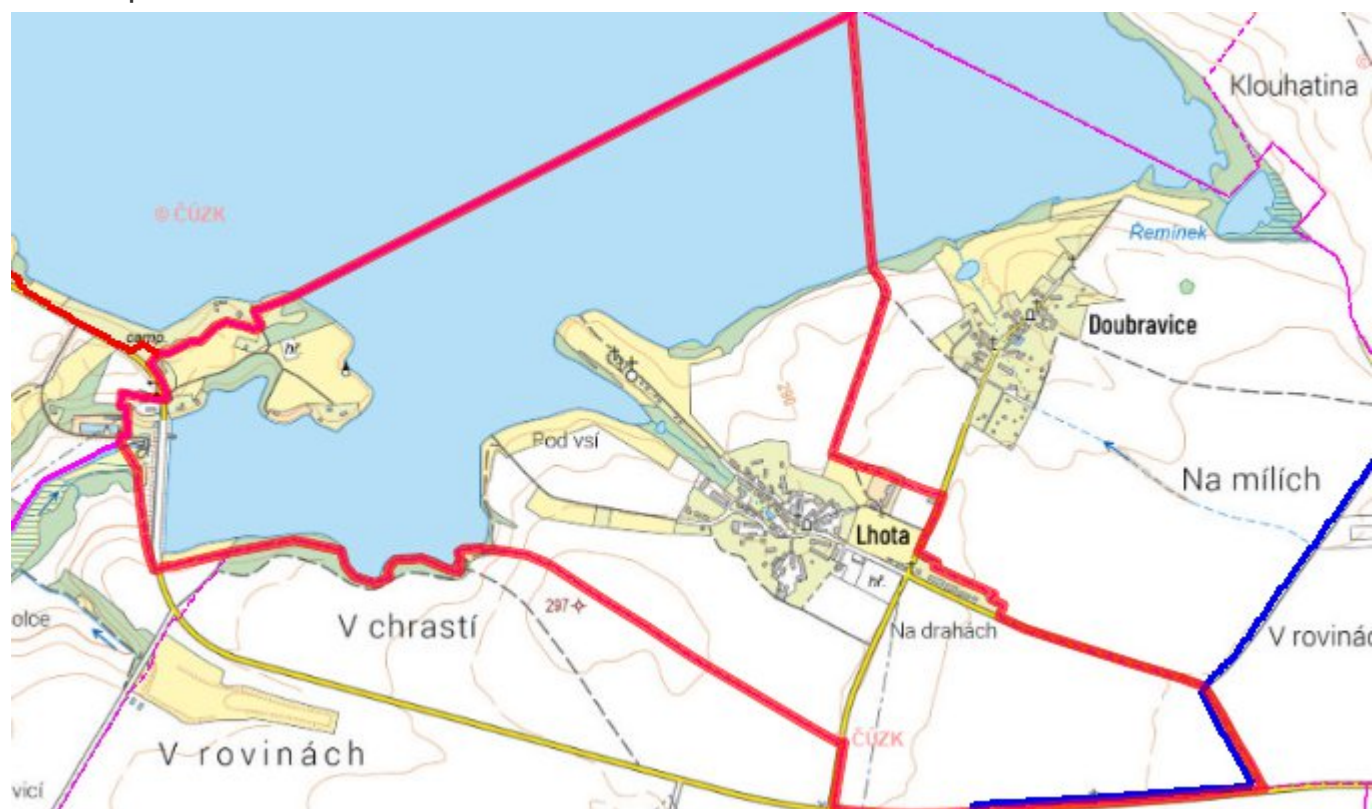 Klouhatina
© ČÚZK
Řemínek
Doubravice
camp.
hř.
Pod vsí
Na mílích
290
Lhota
hř.
297
V chrastí
Na drahách
olce
V rovinác
ČÚZK
V rovinách
vicí